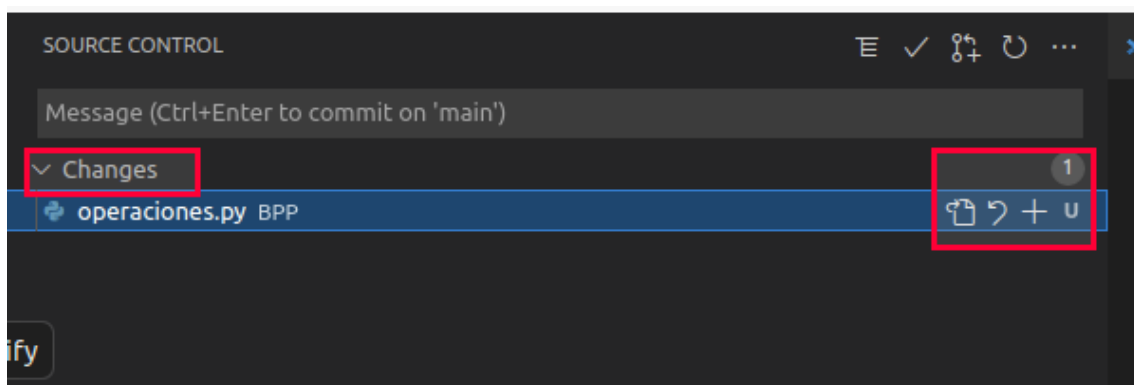 SOURCE CONTROL
Message (Ctrl+Enter to commit on 'main')
Changes 1
operaciones.py BPP U
ify